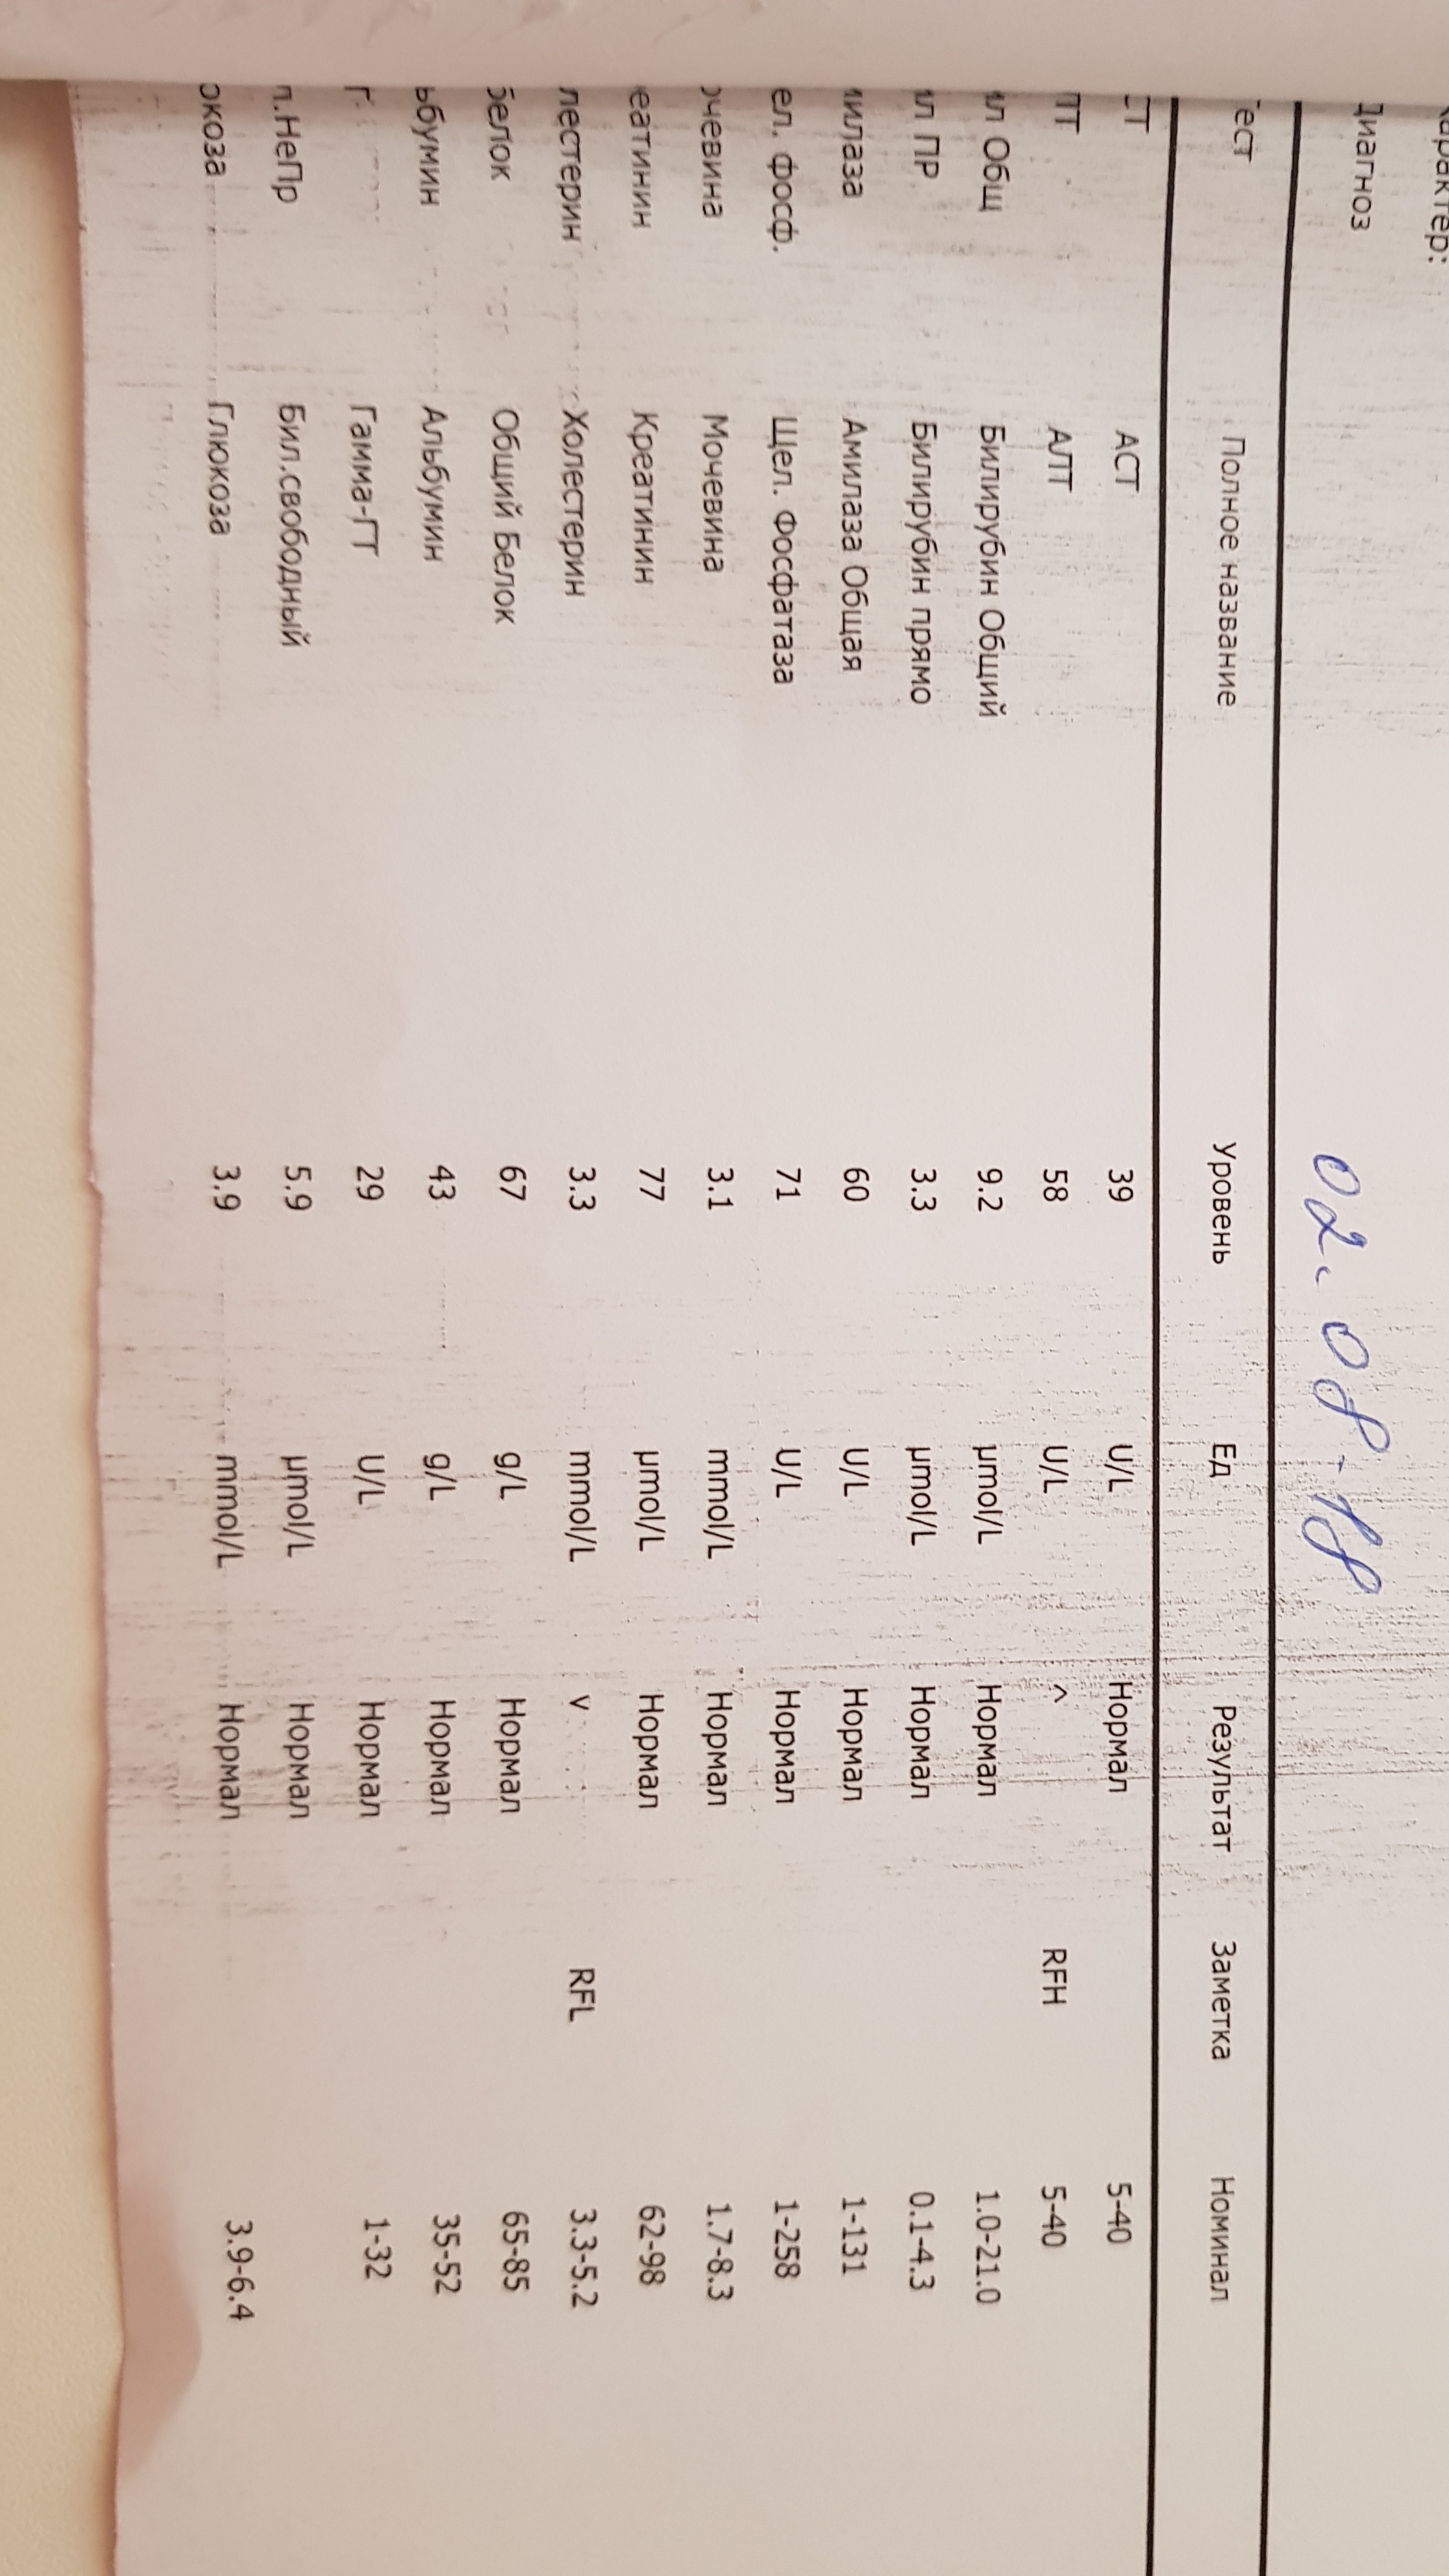 Характер:
Диагноз
02.08-18
Тест Полное название Уровень Ед Результат Заметка Номинал
СТ АСТ 39 U/L Нормал 5-40
ЛТ АЛТ 58 U/L ^ RFH 5-40
ил Общ Билирубин Общий 9.2 µmol/L Нормал 1.0-21.0
ил ПР Билирубин прямо 3.3 µmol/L Нормал 0.1-4.3
милаза Амилаза Общая 60 U/L Нормал 1-131
ел. фосф. Щел. Фосфатаза 71 U/L Нормал 1-258
очевина Мочевина 3.1 mmol/L Нормал 1.7-8.3
еатинин Креатинин 77 µmol/L Нормал 62-98
лестерин Холестерин 3.3 mmol/L v RFL 3.3-5.2
Белок Общий Белок 67 g/L Нормал 65-85
ьбумин Альбумин 43 g/L Нормал 35-52
Гамма-ГТ 29 U/L Нормал 1-32
л.НеПр Бил.свободный 5.9 µmol/L Нормал
юкоза Глюкоза 3.9 mmol/L Нормал 3.9-6.4